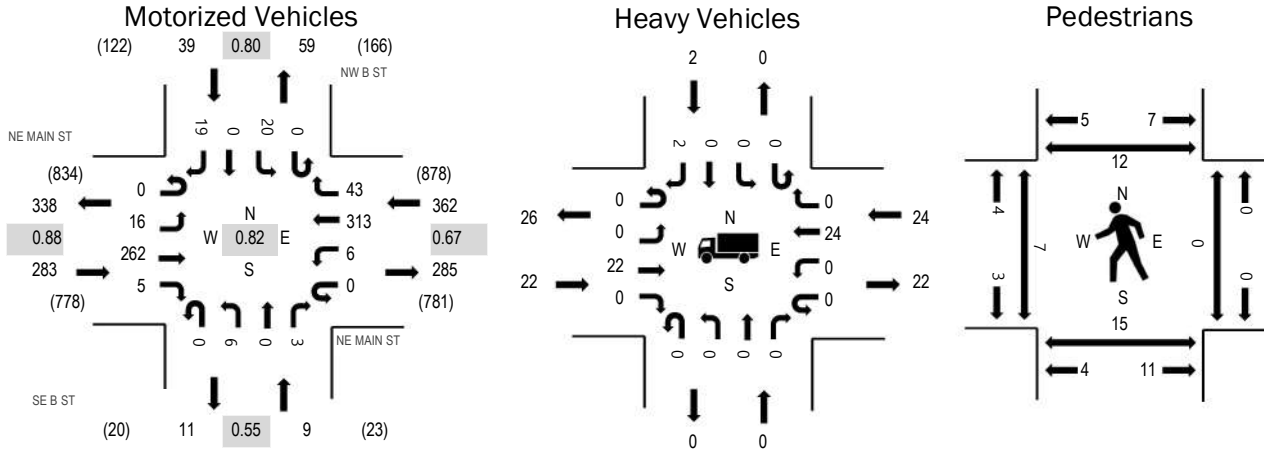 Motorized Vehicles
Heavy Vehicles
Pedestrians
(122) 39 0.80 59 (166)
NW B ST
NE MAIN ST
19 0 20 0
(834)
338
0.88
283
(778)
0
16
262
5
N
W 0.82 E
S
43
313
6
0
(878)
362
0.67
285
(781)
0 6 0 3
NE MAIN ST
SE B ST
(20) 11 0.55 9 (23)
2 0
2 0 0 0
26
22
0
0
22
0
N
W E
S
0
24
0
0
24
22
0 0 0 0
0 0
5 7
12
4
3
7
N
W E
S
0
0
0
15
4 11